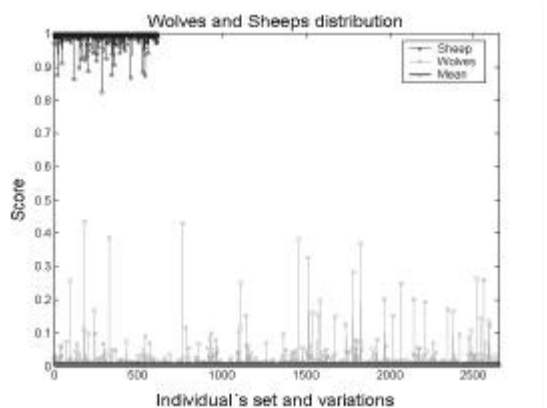 Wolves and Sheeps distribution
Sheep
Wolves
Mean
Score
1
0.9
0.8
0.7
0.6
0.5
0.4
0.3
0.2
0.1
0
0
500
1000
1500
2000
2500
Individual´s set and variations